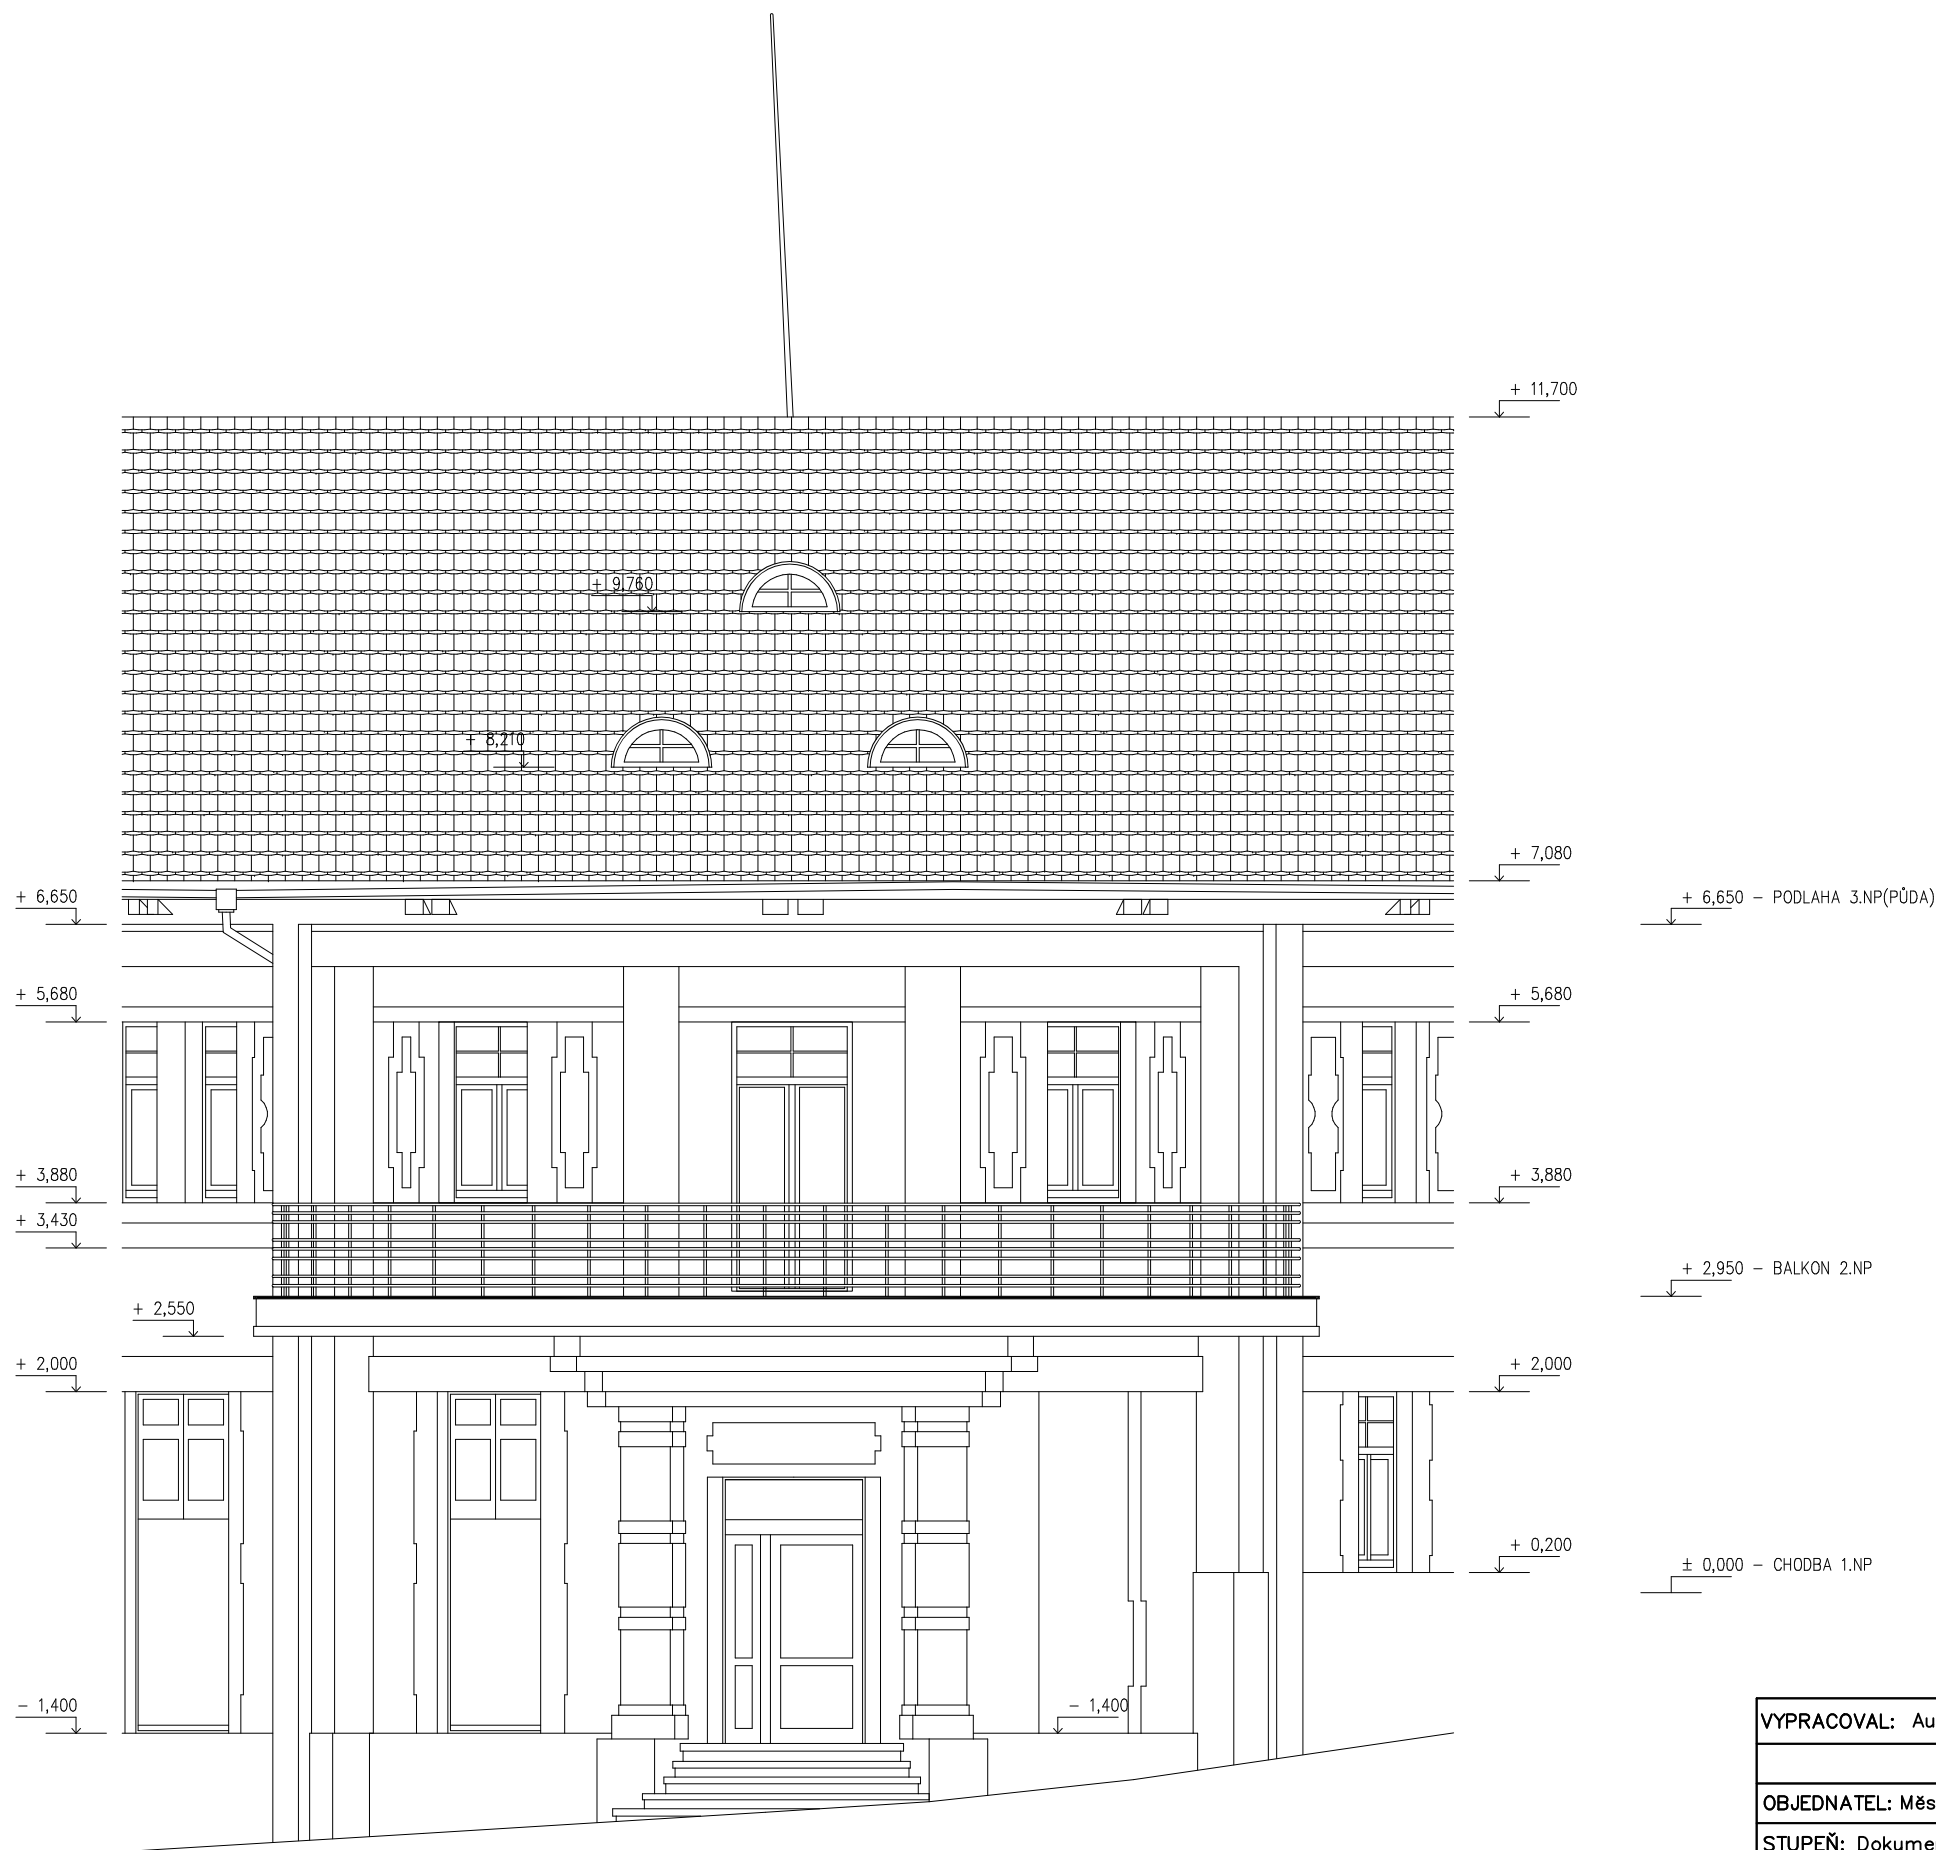 + 11,700
+ 9,760
+ 8,210
+ 7,080
+ 6,650
+ 6,650 – PODLAHA 3.NP(PŮDA)
+ 5,680
+ 5,680
+ 3,880
+ 3,880
+ 3,430
+ 2,950 – BALKON 2.NP
+ 2,550
+ 2,000
+ 2,000
+ 0,200
± 0,000 – CHODBA 1.NP
– 1,400
– 1,400
VYPRACOVAL: Au
OBJEDNATEL: Měs
STUPEŇ: Dokume